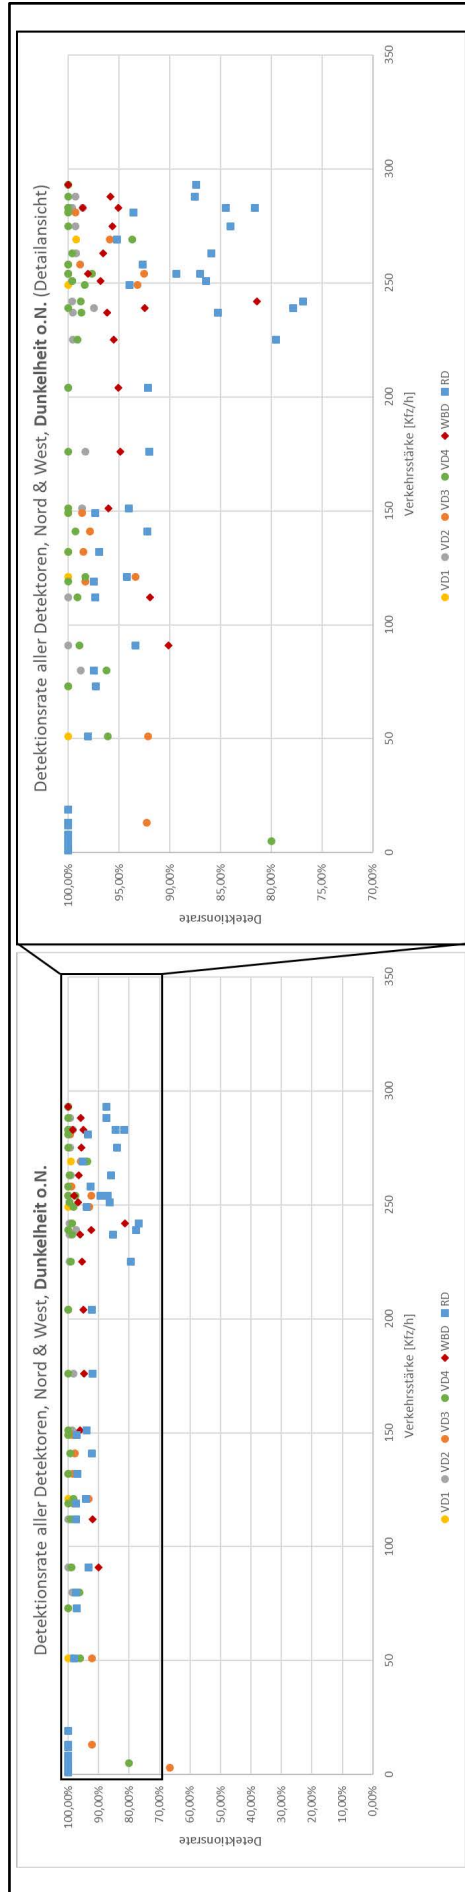 Detektionsrate aller Detektoren, Nord & West, Dunkelheit o.N.
Detektionsrate
100,00%
90,00%
80,00%
70,00%
60,00%
50,00%
40,00%
30,00%
20,00%
10,00%
0,00%
0 50 100 150 200 250 300 350
Verkehrsstärke [Kfz/h]
VD1 VD2 VD3 VD4 WBD RD
Detektionsrate aller Detektoren, Nord & West, Dunkelheit o.N. (Detailansicht)
Detektionsrate
100,00%
95,00%
90,00%
85,00%
80,00%
75,00%
70,00%
0 50 100 150 200 250 300 350
Verkehrsstärke [Kfz/h]
VD1 VD2 VD3 VD4 WBD RD